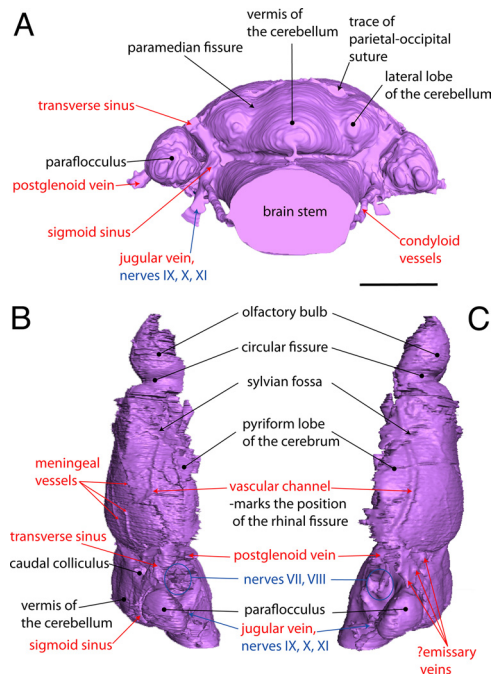 A
vermis of
the cerebellum
trace of
parietal-occipital
suture
paramedian fissure
lateral lobe
of the cerebellum
transverse sinus
paraflocculus
postglenoid vein
brain stem
sigmoid sinus
condyloid
vessels
jugular vein,
nerves IX, X, XI
B
C
olfactory bulb
circular fissure
sylvian fossa
pyriform lobe
of the cerebrum
meningeal
vessels
vascular channel
-marks the position
of the rhinal fissure
transverse sinus
postglenoid vein
caudal colliculus
nerves VII, VIII
vermis of
the cerebellum
paraflocculus
sigmoid sinus
jugular vein,
nerves IX, X, XI
?emissary
veins